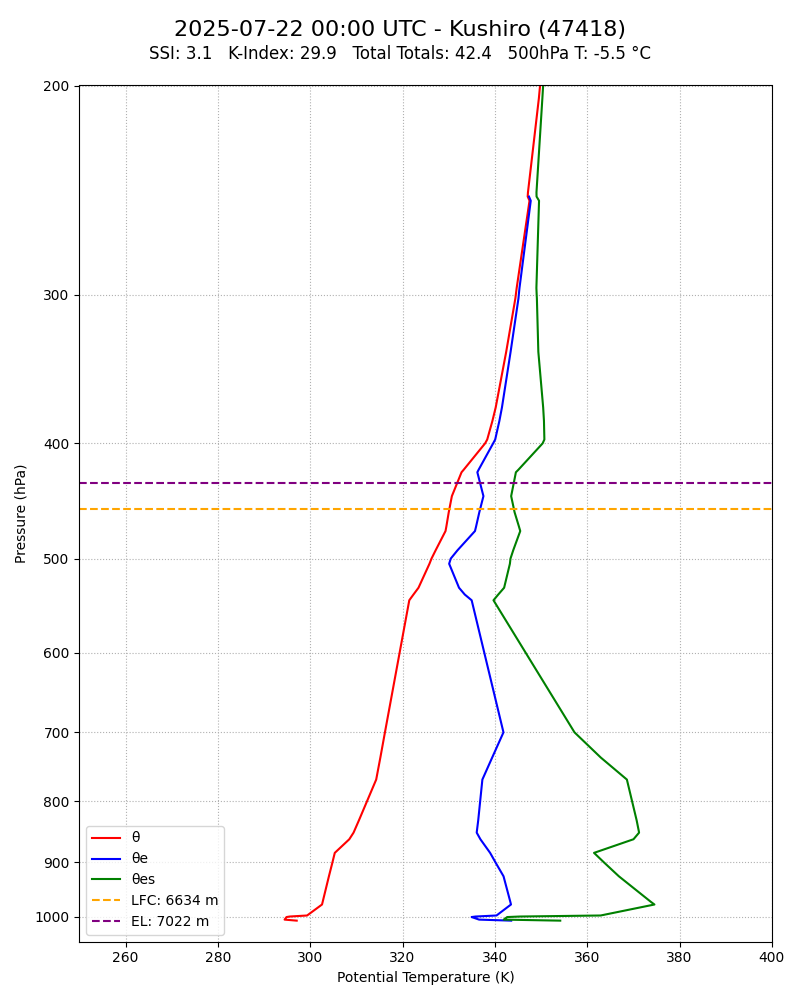 2025-07-22 00:00 UTC - Kushiro (47418)
SSI: 3.1   K-Index: 29.9   Total Totals: 42.4   500hPa T: -5.5 °C
200
300
400
500
600
700
800
900
1000
Pressure (hPa)
θ
θe
θes
LFC: 6634 m
EL: 7022 m
260 280 300 320 340 360 380 400
Potential Temperature (K)